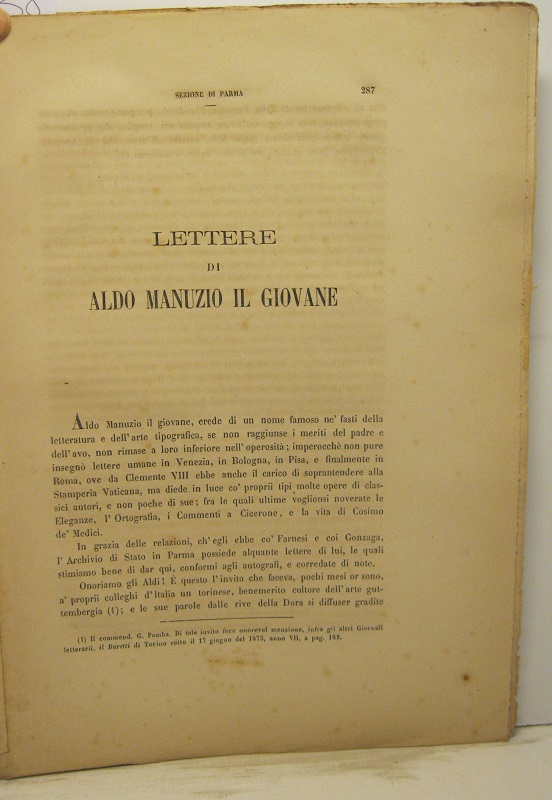 SEZIONE DI PARMA 287
LETTERE
DI
ALDO MANUZIO IL GIOVANE
Aldo Manuzio il giovane, erede di un nome famoso ne' fasti della
letteratura e dell'arte tipografica, se non raggiunse i meriti del padre e
dell'avo, non rimase a loro inferiore nell'operosità; imperocchè non pure
insegnò lettere umane in Venezia, in Bologna, in Pisa, e finalmente in
Roma, ove da Clemente VIII ebbe anche il carico di soprantendere alla
Stamperia Vaticana, ma diede in luce co' proprii tipi molte opere di clas-
sici autori, e non poche di sue; fra le quali ultime voglionsi noverate le
Eleganze, l'Ortografia, i Commenti a Cicerone, e la vita di Cosimo
de' Medici.
In grazia delle relazioni, ch'egli ebbe co' Farnesi e coi Gonzaga,
l'Archivio di Stato in Parma possiede alquante lettere di lui, le quali
stimiamo bene di dar qui, conformi agli autografi, e corredate di note.
Onoriamo gli Aldi! È questo l'invito che faceva, pochi mesi or sono,
a' proprii colleghi d'Italia un torinese, benemerito cultore dell'arte gut-
tembergia (1); e le sue parole dalle rive della Dora si diffuser gradite
(1) Il commend. G. Pomba. Di tale invito fece onorevol menzione, infra gli altri Giornali
letterarii, il Baretti di Torino sotto il 17 giugno del 1875, anno VII, a pag. 189.